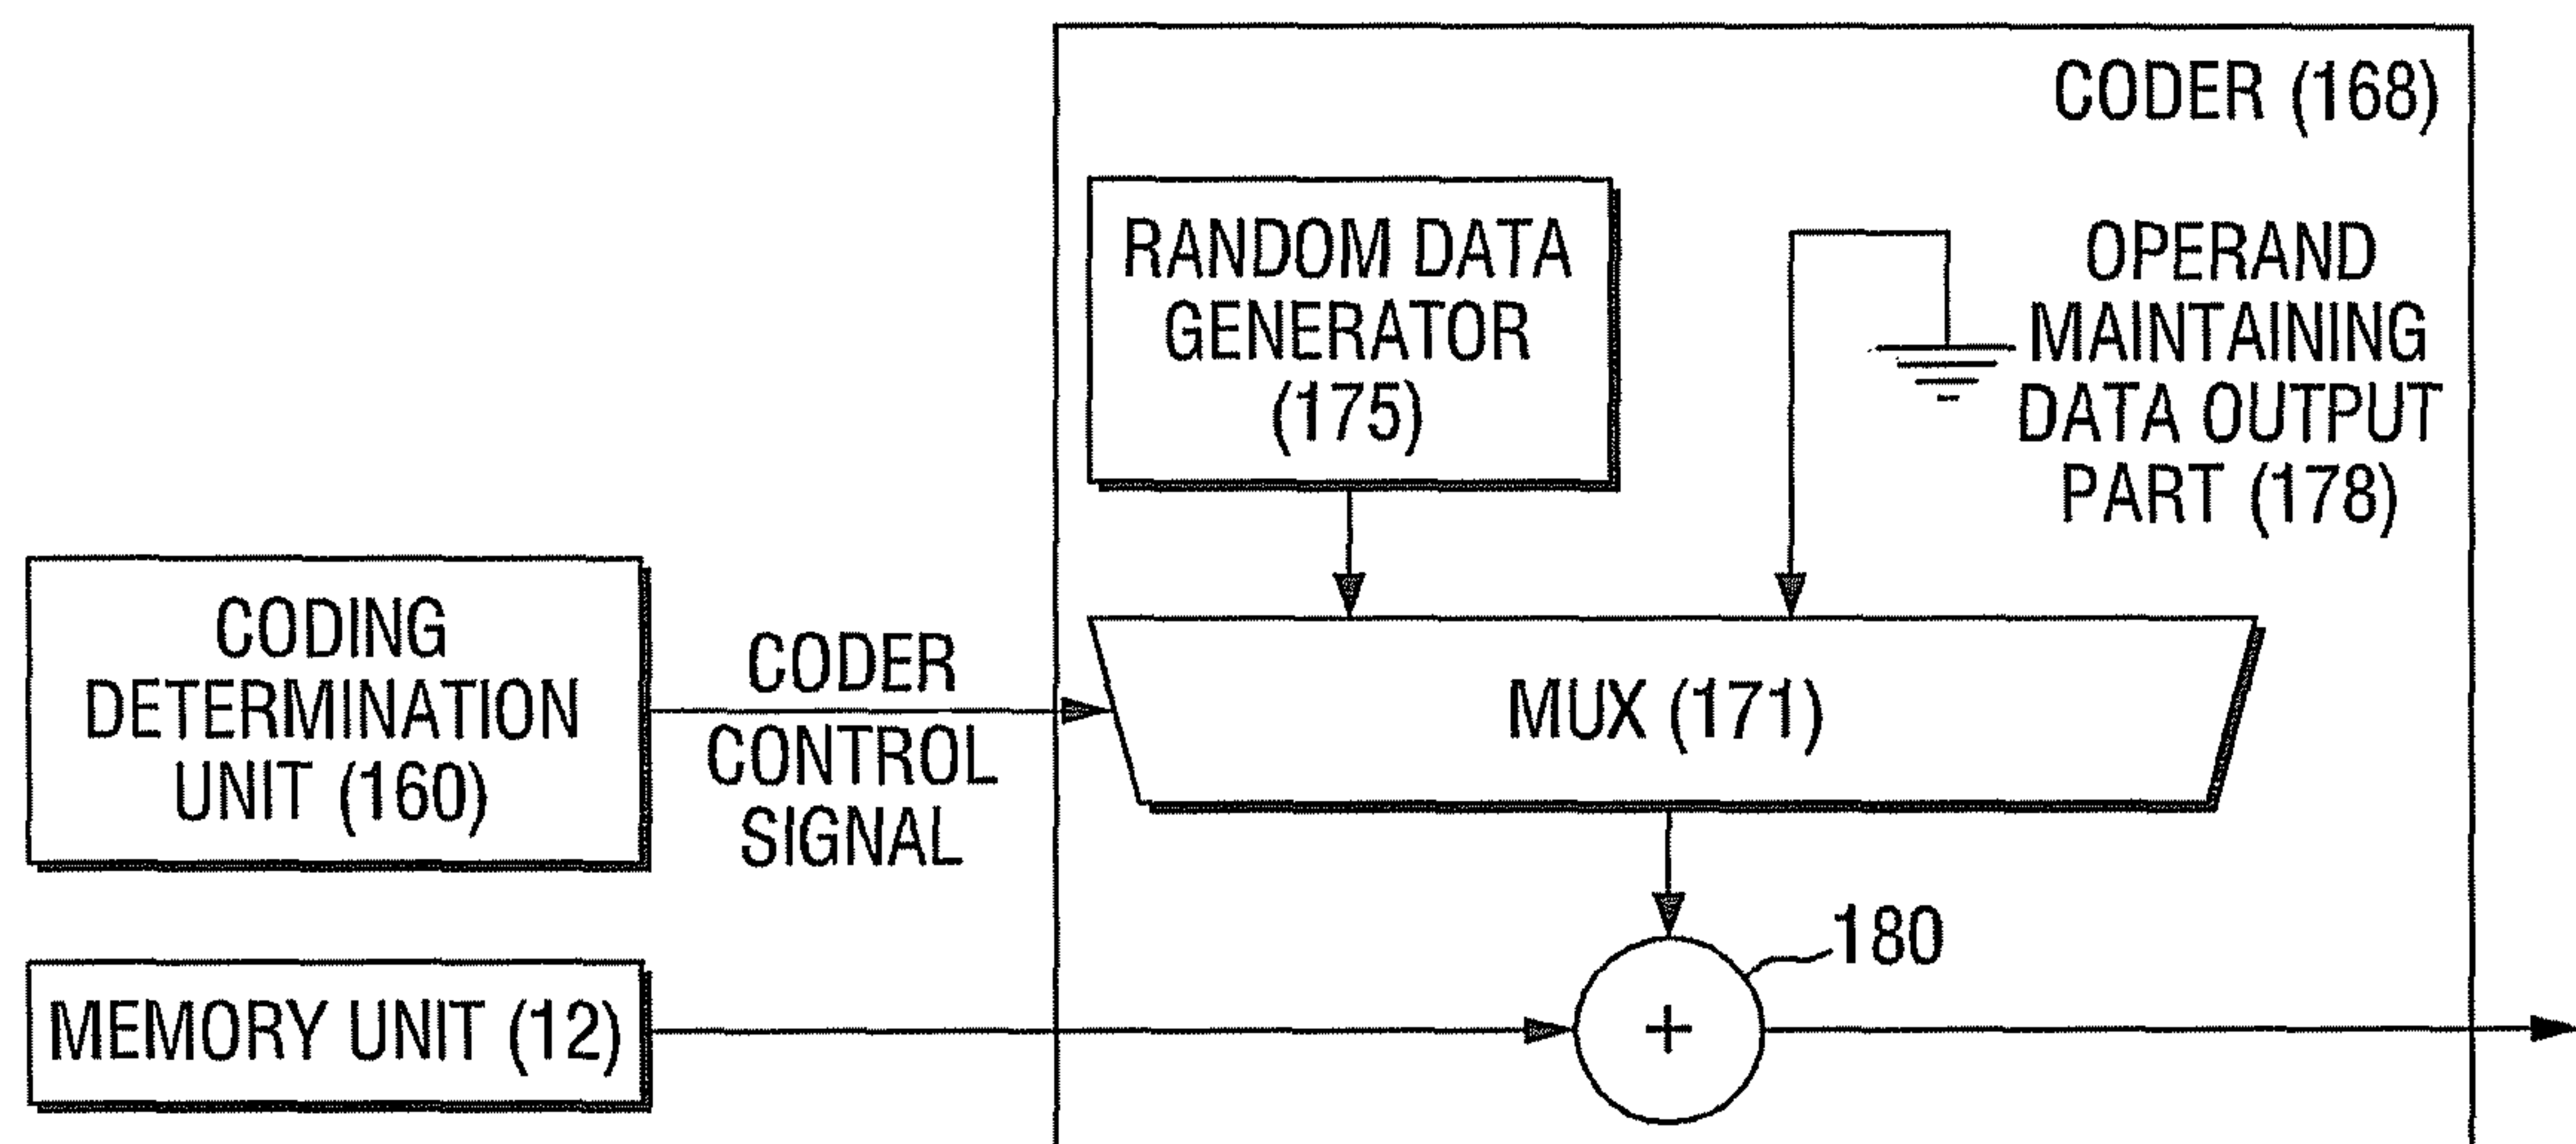 CODER (168)
RANDOM DATA
GENERATOR
(175)
OPERAND
MAINTAINING
DATA OUTPUT
PART (178)
CODING
DETERMINATION
UNIT (160)
CODER
CONTROL
SIGNAL
MUX (171)
180
MEMORY UNIT (12)
+